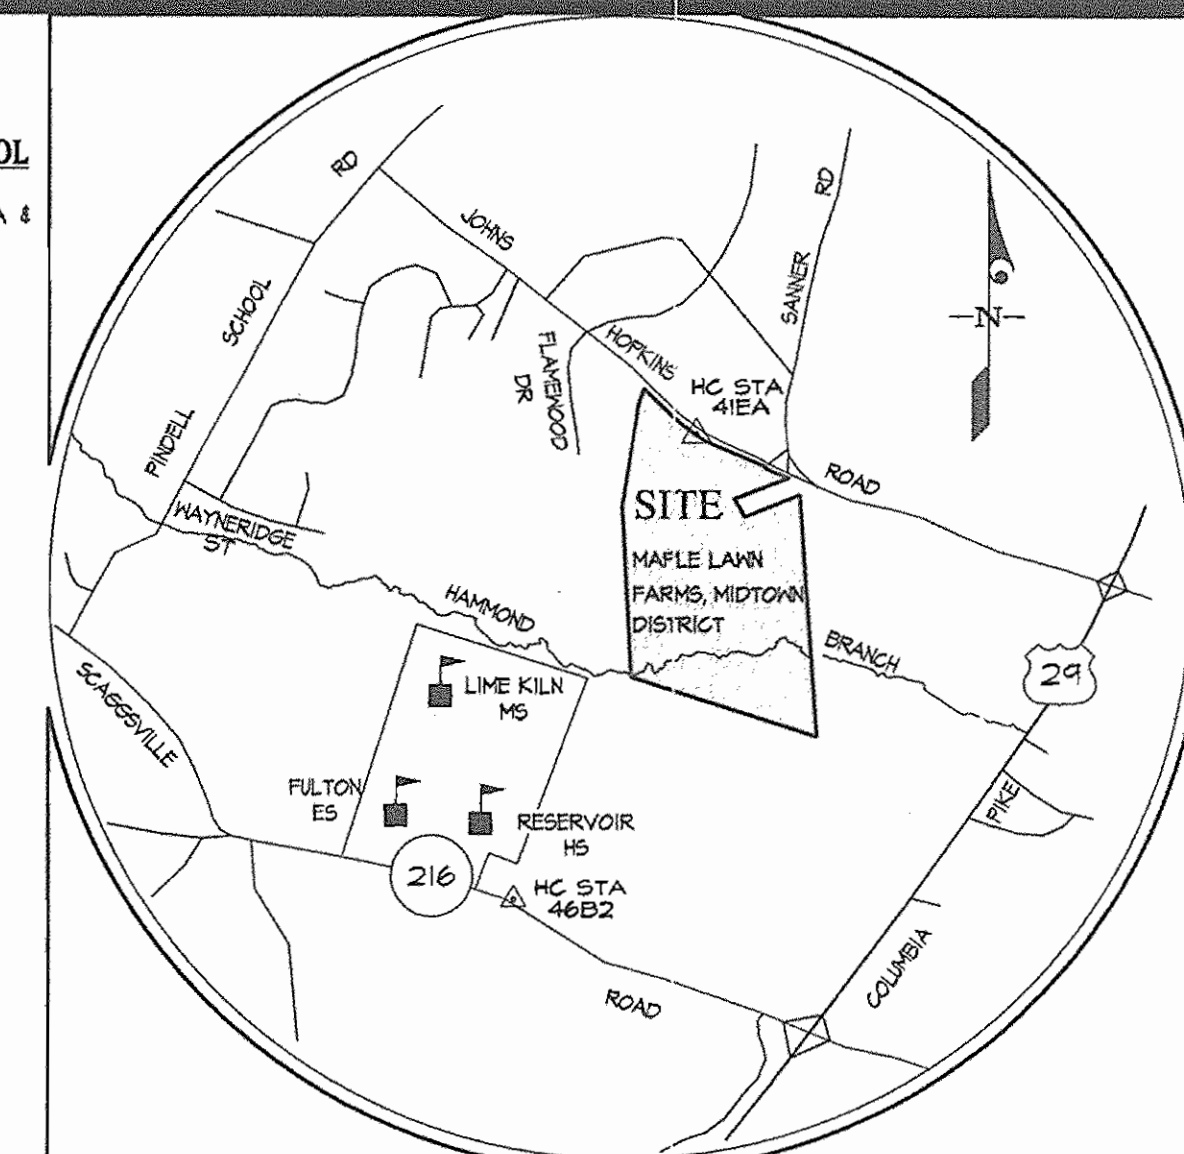 OL
A &
RD
JOHNS
RD
SCHOOL
SANNER
-N-
FLAMEWOOD
DR
HOPKINS
HC STA
41EA
PINDELL
ROAD
SITE
WAYNERIDGE
ST
MAPLE LAWN
FARMS, MIDTOWN
DISTRICT
HAMMOND
BRANCH
29
SCAGGSVILLE
LIME KILN
MS
FULTON
ES
RESERVOIR
HS
PIKE
216
HC STA
46B2
COLUMBIA
ROAD